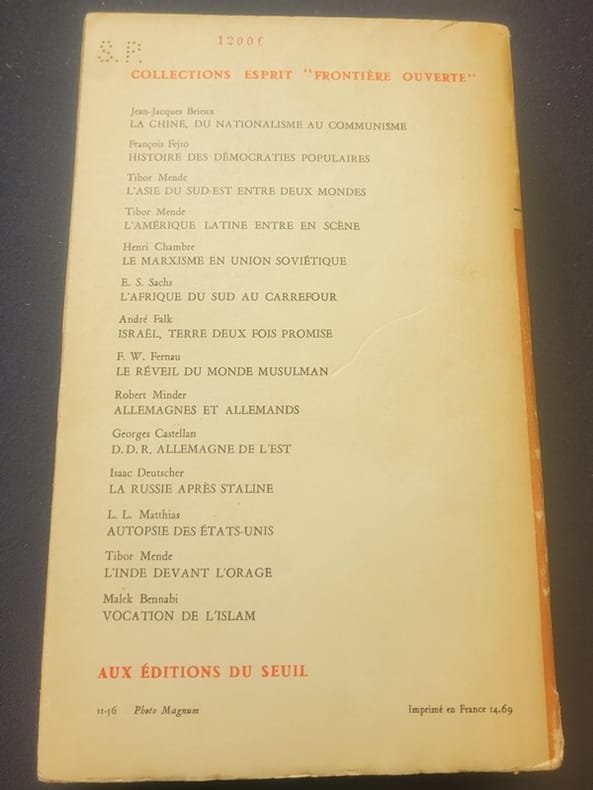 S.P.
1200f
COLLECTIONS ESPRIT "FRONTIÈRE OUVERTE"
Jean-Jacques Brieux
LA CHINE, DU NATIONALISME AU COMMUNISME
François Fejtö
HISTOIRE DES DÉMOCRATIES POPULAIRES
Tibor Mende
L'ASIE DU SUD-EST ENTRE DEUX MONDES
Tibor Mende
L'AMÉRIQUE LATINE ENTRE EN SCÈNE
Henri Chambre
LE MARXISME EN UNION SOVIÉTIQUE
E. S. Sachs
L'AFRIQUE DU SUD AU CARREFOUR
André Falk
ISRAËL, TERRE DEUX FOIS PROMISE
F. W. Fernau
LE RÉVEIL DU MONDE MUSULMAN
Robert Minder
ALLEMAGNES ET ALLEMANDS
Georges Castellan
D.D.R. ALLEMAGNE DE L'EST
Isaac Deutscher
LA RUSSIE APRÈS STALINE
L. L. Matthias
AUTOPSIE DES ÉTATS-UNIS
Tibor Mende
L'INDE DEVANT L'ORAGE
Malek Bennabi
VOCATION DE L'ISLAM
AUX ÉDITIONS DU SEUIL
11-56 Photo Magnum Imprimé en France 14.69